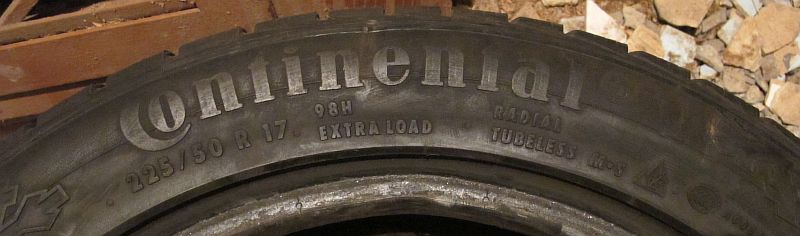 Continental
225/50 R 17
98H
EXTRA LOAD
RADIAL
TUBELESS
M+S